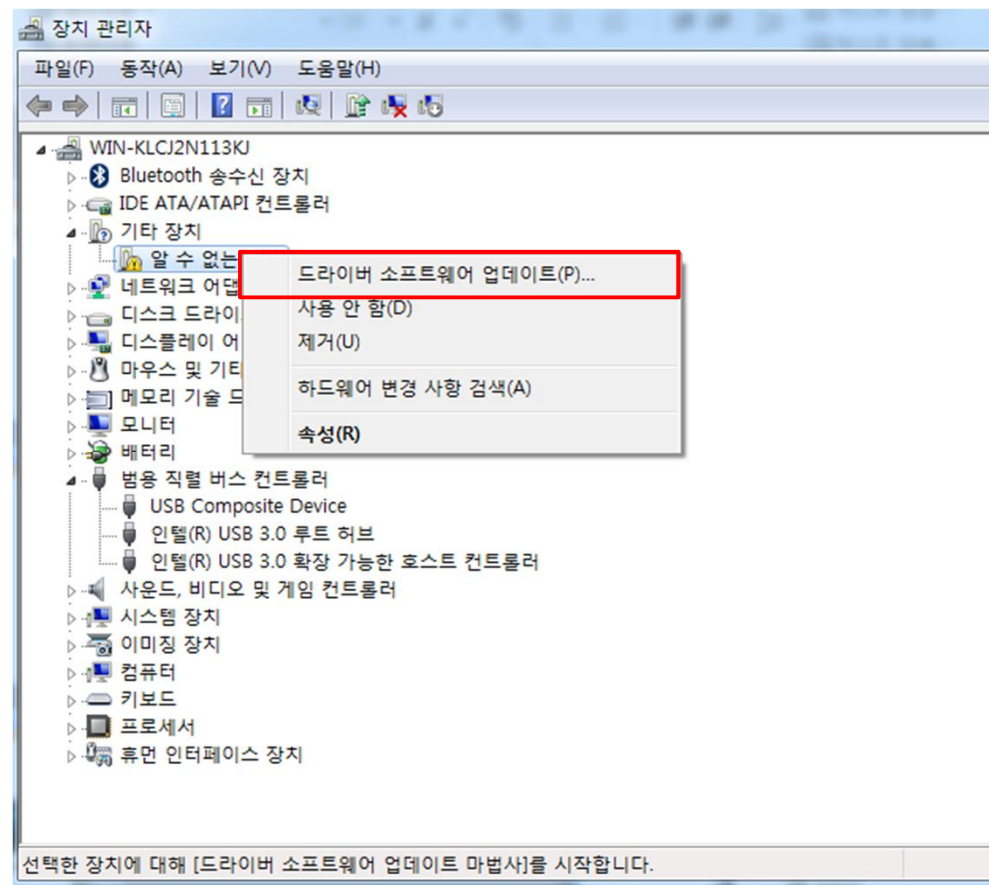 장치 관리자
파일(F) 동작(A) 보기(V) 도움말(H)
WIN-KLCJ2N113KJ
Bluetooth 송수신 장치
IDE ATA/ATAPI 컨트롤러
기타 장치
알 수 없는
드라이버 소프트웨어 업데이트(P)...
사용 안 함(D)
제거(U)
하드웨어 변경 사항 검색(A)
속성(R)
네트워크 어댑
디스크 드라이
디스플레이 어
마우스 및 기타
메모리 기술 드
모니터
배터리
범용 직렬 버스 컨트롤러
USB Composite Device
인텔(R) USB 3.0 루트 허브
인텔(R) USB 3.0 확장 가능한 호스트 컨트롤러
사운드, 비디오 및 게임 컨트롤러
시스템 장치
이미징 장치
컴퓨터
키보드
프로세서
휴먼 인터페이스 장치
선택한 장치에 대해 [드라이버 소프트웨어 업데이트 마법사]를 시작합니다.